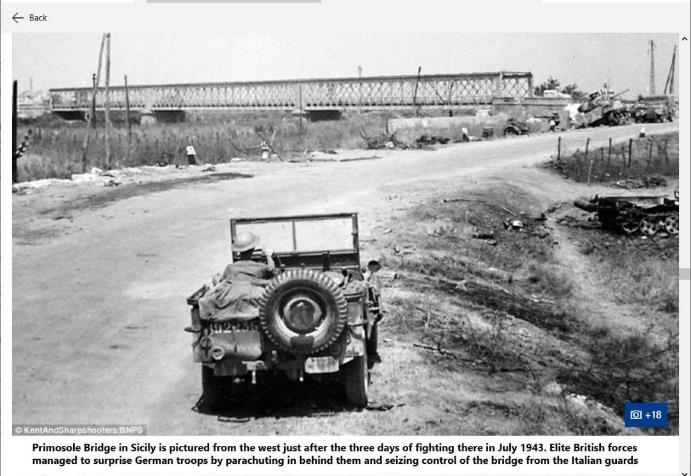 Back
+18
© KentAndSharpshooters/BNPS
Primosole Bridge in Sicily is pictured from the west just after the three days of fighting there in July 1943. Elite British forces
managed to surprise German troops by parachuting in behind them and seizing control of the bridge from the Italian guards